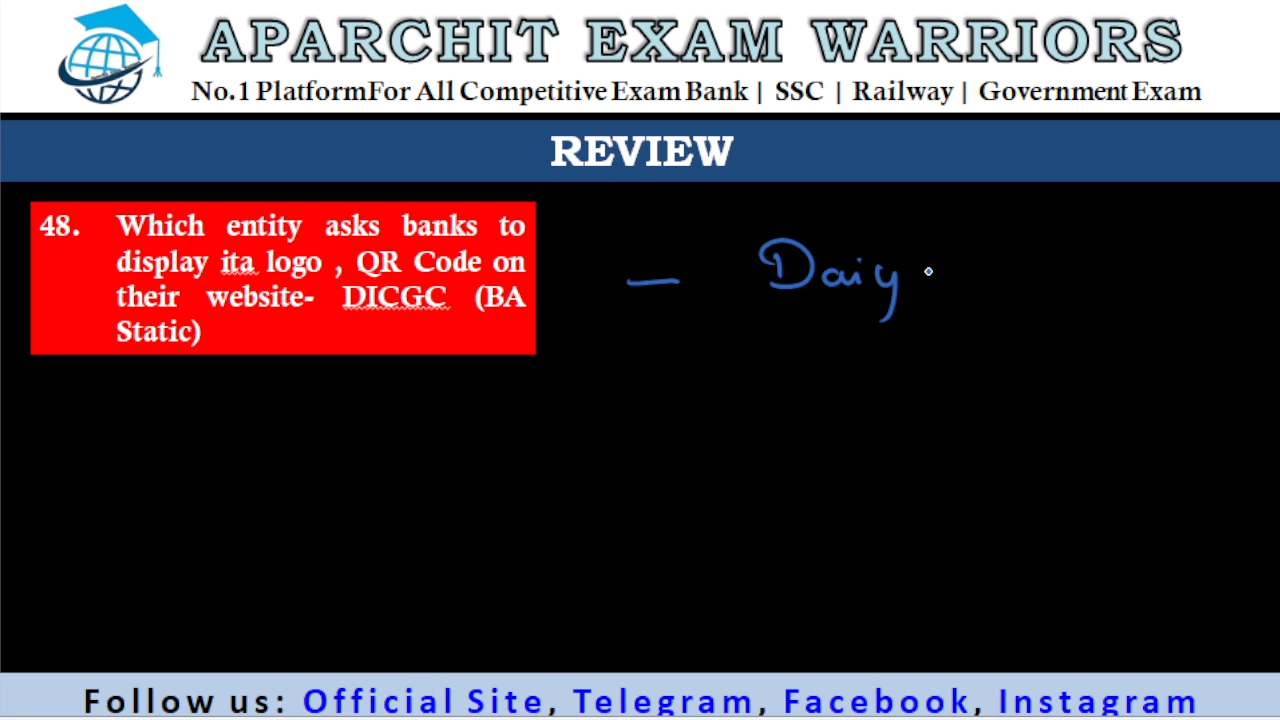 APARCHIT EXAM WARRIORS
No.1 PlatformFor All Competitive Exam Bank | SSC | Railway | Government Exam
REVIEW
48. Which entity asks banks to
display ita logo , QR Code on
their website- DICGC (BA
Static)
— Daiy
Follow us: Official Site, Telegram, Facebook, Instagram